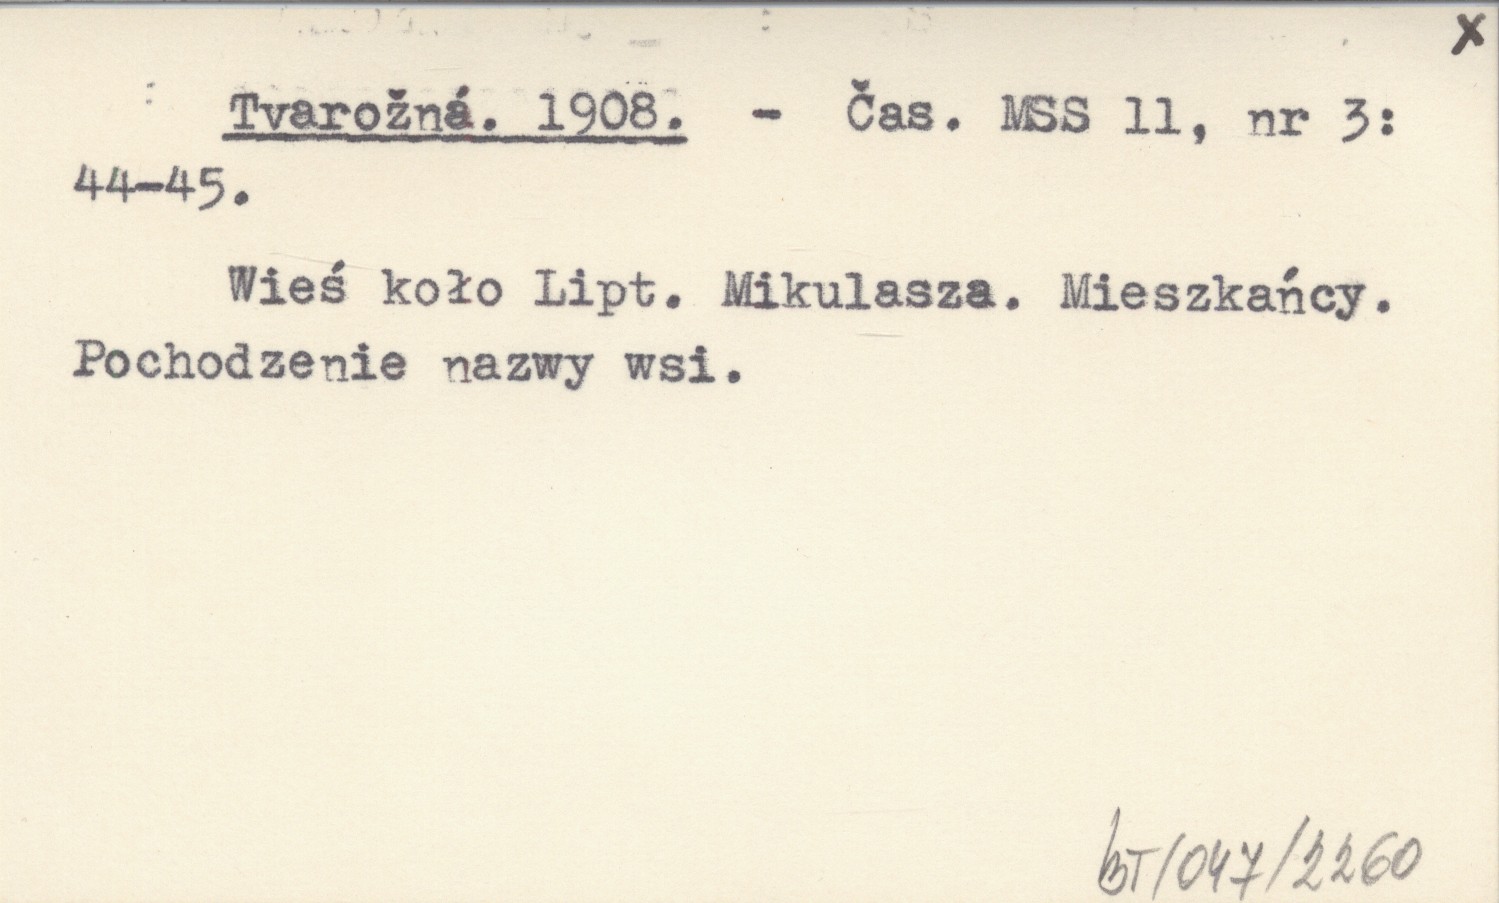 x
Tvarožná. 1908. - Čas. MSS 11, nr 3:
44-45.
Wieś koło Lipt. Mikulasza. Mieszkańcy.
Pochodzenie nazwy wsi.
BT/047/2260